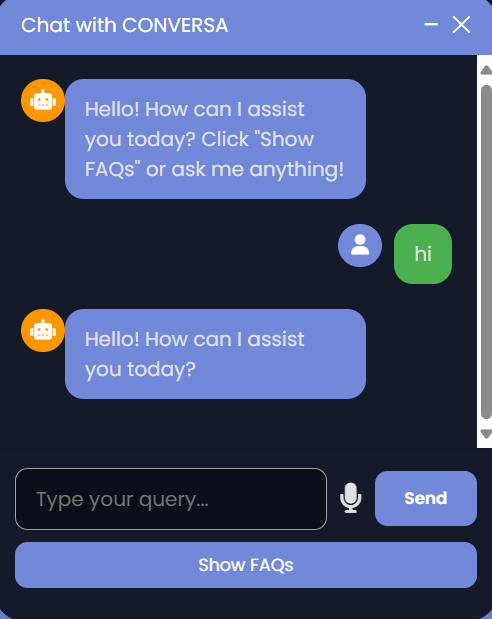 Chat with CONVERSA
Hello! How can I assist
you today? Click "Show
FAQs" or ask me anything!
hi
Hello! How can I assist
you today?
Type your query...
Send
Show FAQs